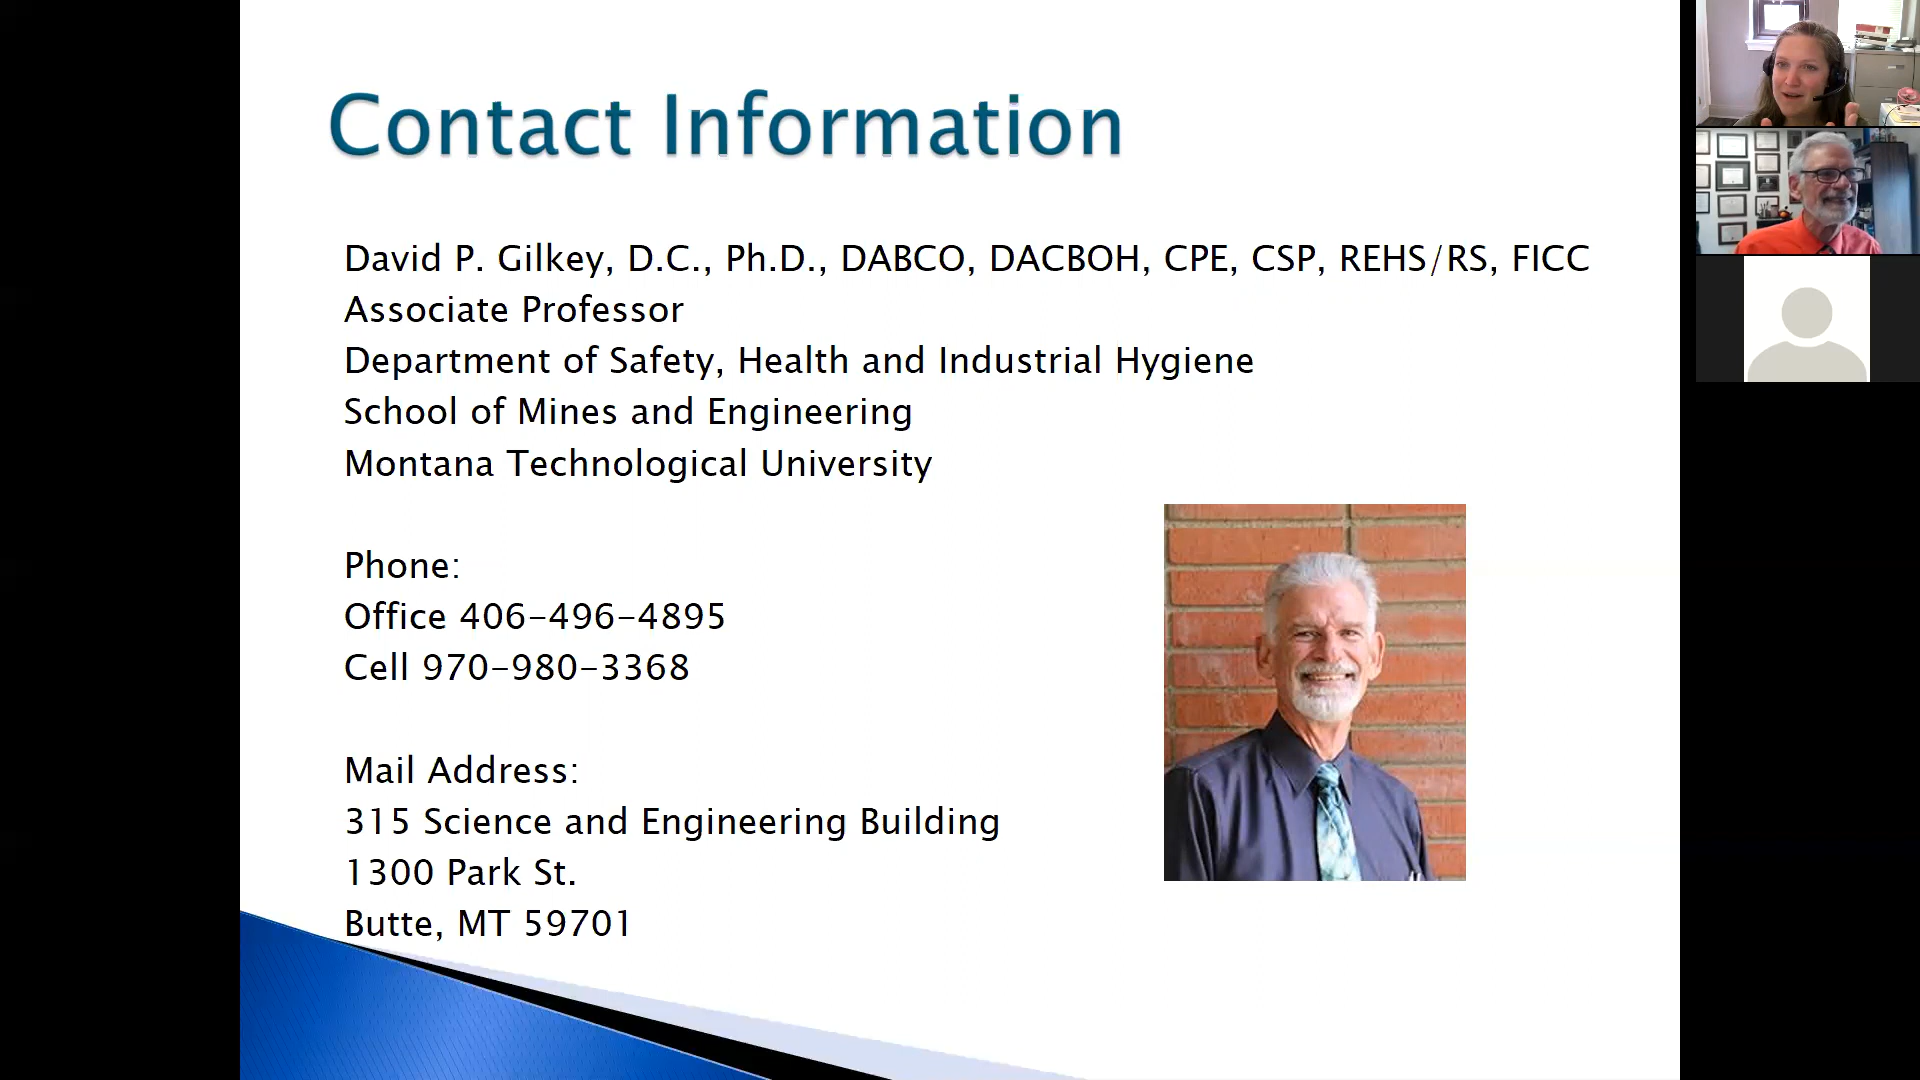 Contact Information
David P. Gilkey, D.C., Ph.D., DABCO, DACBOH, CPE, CSP, REHS/RS, FICC
Associate Professor
Department of Safety, Health and Industrial Hygiene
School of Mines and Engineering
Montana Technological University
Phone:
Office 406-496-4895
Cell 970-980-3368
Mail Address:
315 Science and Engineering Building
1300 Park St.
Butte, MT 59701